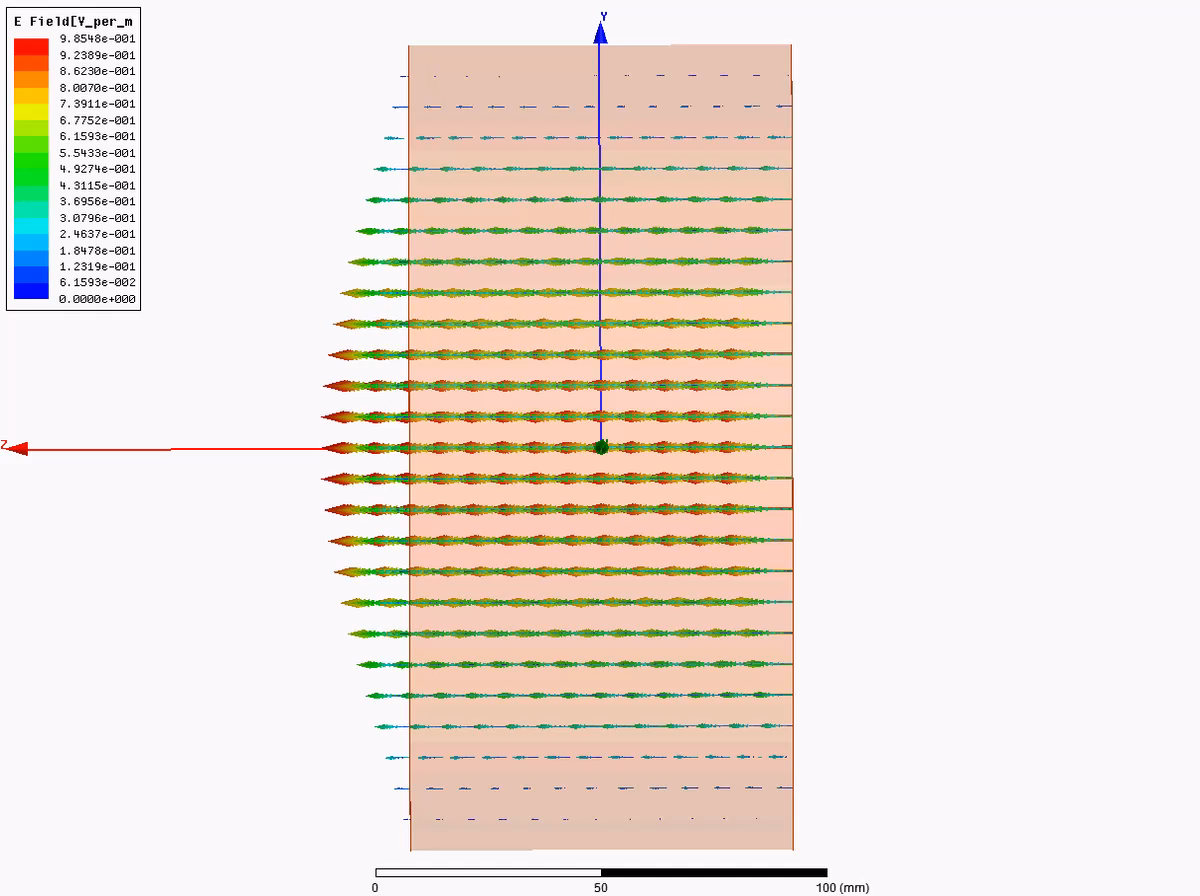 E Field[V_per_m
9.8548e-001
9.2389e-001
8.6230e-001
8.0070e-001
7.3911e-001
6.7752e-001
6.1593e-001
5.5433e-001
4.9274e-001
4.3115e-001
3.6956e-001
3.0796e-001
2.4637e-001
1.8478e-001
1.2319e-001
6.1593e-002
0.0000e+000
Y
Z
0
50
100 (mm)